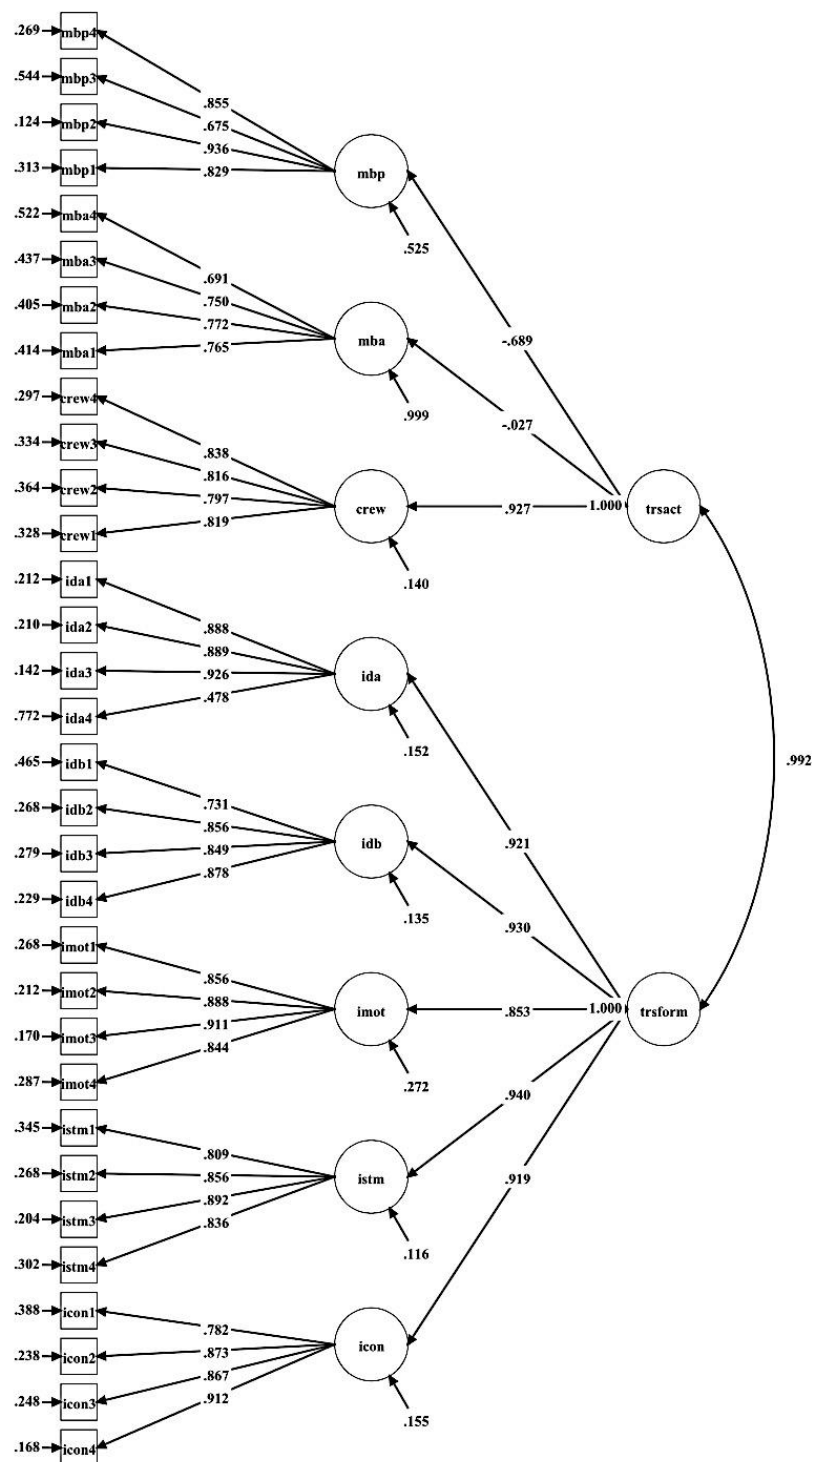 .269 mbp4
.544 mbp3
.855
.675
.124 mbp2
.936
.313 mbp1
.829
mbp
.522 mba4
.525
.437 mba3
.691
.750
.405 mba2
.772
mba
-.689
.414 mba1
.765
.297 crew4
.999
-.027
.334 crew3
.838
.816
.364 crew2
.797
crew
.927
1.000
trsact
.328 crew1
.819
.212 ida1
.140
.210 ida2
.888
.889
.142 ida3
.926
ida
.772 ida4
.478
.465 idb1
.152
.992
.268 idb2
.731
.856
.279 idb3
.849
idb
.921
.229 idb4
.878
.268 imot1
.135
.930
.212 imot2
.856
.888
.170 imot3
.911
imot
.853
1.000
trsform
.287 imot4
.844
.345 istm1
.272
.940
.268 istm2
.809
.856
.204 istm3
.892
istm
.919
.302 istm4
.836
.388 icon1
.116
.238 icon2
.782
.873
.248 icon3
.867
icon
.168 icon4
.912
.155